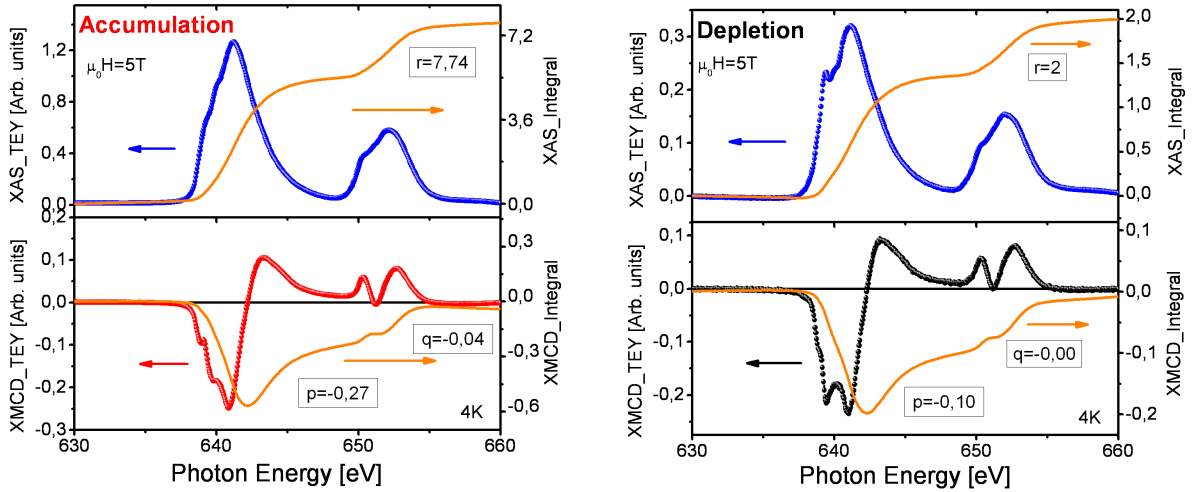 Accumulation
μ₀H=5T
r=7,74
XAS_TEY [Arb. units]
1,2
0,8
0,4
0,0
XAS_Integral
7,2
3,6
0,0
XMCD_TEY [Arb. units]
0,2
0,1
0,0
-0,1
-0,2
-0,3
XMCD_Integral
0,3
0,0
-0,3
-0,6
q=-0,04
p=-0,27
4K
630
640
650
660
Photon Energy [eV]
Depletion
μ₀H=5T
r=2
XAS_TEY [Arb. units]
0,3
0,2
0,1
0,0
XAS_Integral
2,0
1,5
1,0
0,5
0,0
XMCD_TEY [Arb. units]
0,1
0,0
-0,1
-0,2
XMCD_Integral
0,1
0,0
-0,1
-0,2
q=-0,00
p=-0,10
4K
630
640
650
660
Photon Energy [eV]